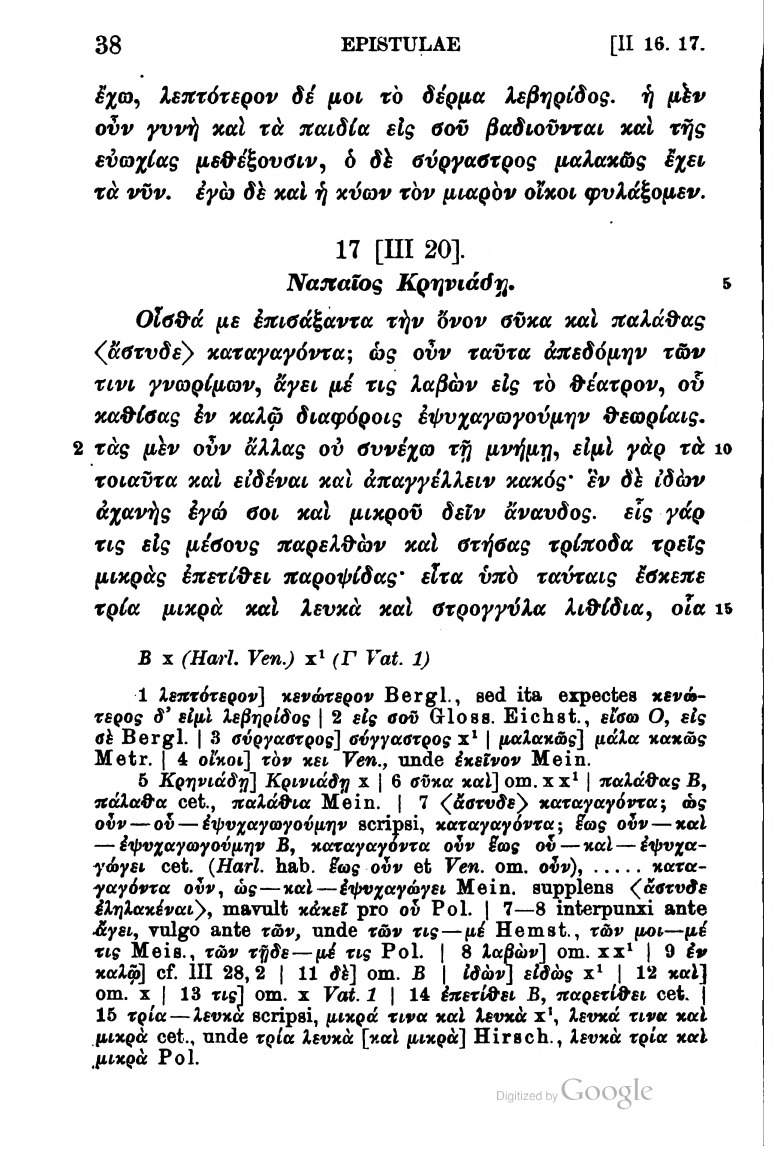 38 EPISTULAE [II 16. 17.
ἔχω, λεπτότερον δέ μοι τὸ δέρμα λεβηρίδος. ἡ μὲν
οὖν γυνὴ καὶ τὰ παιδία εἰς σοῦ βαδιοῦνται καὶ τῆς
εὐωχίας μεθέξουσιν, ὁ δὲ σύργαστρος μαλακῶς ἔχει
τὰ νῦν. ἐγὼ δὲ καὶ ἡ κύων τὸν μιαρὸν οἴκοι φυλάξομεν.
17 [III 20].
Ναπαῖος Κρηνιάδῃ. 5
Οἶσθά με ἐπισάξαντα τὴν ὄνον σῦκα καὶ παλάθας
⟨ἄστυδε⟩ καταγαγόντα; ὡς οὖν ταῦτα ἀπεδόμην τῶν
τινι γνωρίμων, ἄγει μέ τις λαβὼν εἰς τὸ θέατρον, οὗ
καθίσας ἐν καλῷ διαφόροις ἐψυχαγωγούμην θεωρίαις.
2 τὰς μὲν οὖν ἄλλας οὐ συνέχω τῇ μνήμῃ, εἰμὶ γὰρ τὰ 10
τοιαῦτα καὶ εἰδέναι καὶ ἀπαγγέλλειν κακός· ἓν δὲ ἰδὼν
ἀχανὴς ἐγώ σοι καὶ μικροῦ δεῖν ἄναυδος. εἷς γάρ
τις εἰς μέσους παρελθὼν καὶ στήσας τρίποδα τρεῖς
μικρὰς ἐπετίθει παροψίδας· εἶτα ὑπὸ ταύταις ἔσκεπε
τρία μικρὰ καὶ λευκὰ καὶ στρογγύλα λιθίδια, οἷα 15
B x (Harl. Ven.) x¹ (Γ Vat. 1)
1 λεπτότερον] κενώτερον Bergl., sed ita expectes κενώ-
τερος δ' εἰμὶ λεβηρίδος | 2 εἰς σοῦ Gloss. Eichst., εἴσω O, εἰς
σὲ Bergl. | 3 σύργαστρος] σύγγαστρος x¹ | μαλακῶς] μάλα κακῶς
Metr. | 4 οἴκοι] τὸν κει Ven., unde ἐκεῖνον Mein.
5 Κρηνιάδῃ] Κρινιάδῃ x | 6 σῦκα καὶ] om. x x¹ | παλάθας B,
πάλαθα cet., παλάθια Mein. | 7 ⟨ἄστυδε⟩ καταγαγόντα; ὡς
οὖν — οὗ — ἐψυχαγωγούμην scripsi, καταγαγόντα; ἕως οὖν — καὶ
— ἐψυχαγωγούμην B, καταγαγόντα οὖν ἕως οὗ — καὶ — ἐψυχα-
γώγει cet. (Harl. hab. ἕως οὖν et Ven. om. οὖν), ..... κατα-
γαγόντα οὖν, ὡς — καὶ — ἐψυχαγώγει Mein. supplens ⟨ἄστυδε
ἐληλακέναι⟩, mavult κἀκεῖ pro οὗ Pol. | 7—8 interpunxi ante
ἄγει, vulgo ante τῶν, unde τῶν τις — μέ Hemst., τῶν μοι — μέ
τις Meis., τῶν τῇδε — μέ τις Pol. | 8 λαβὼν] om. x x¹ | 9 ἐν
καλῷ] cf. III 28, 2 | 11 δὲ] om. B | ἰδὼν] εἰδὼς x¹ | 12 καὶ]
om. x | 13 τις] om. x Vat. 1 | 14 ἐπετίθει B, παρετίθει cet. |
15 τρία — λευκὰ scripsi, μικρά τινα καὶ λευκὰ x¹, λευκά τινα καὶ
μικρὰ cet., unde τρία λευκὰ [καὶ μικρὰ] Hirsch., λευκὰ τρία καὶ
μικρὰ Pol.
Digitized by Google